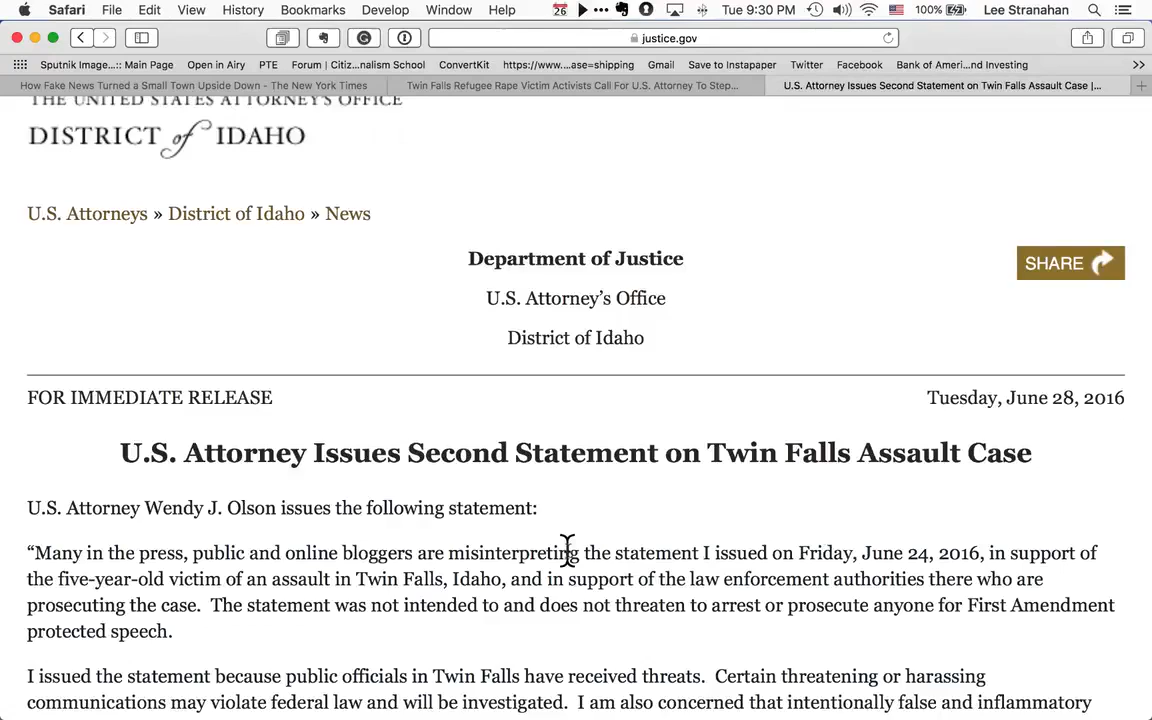 Safari File Edit View History Bookmarks Develop Window Help 26 Tue 9:30 PM 100% Lee Stranahan
justice.gov
Sputnik Image...:: Main Page Open in Airy PTE Forum | Citiz...nalism School ConvertKit https://www....ase=shipping Gmail Save to Instapaper Twitter Facebook Bank of Ameri...nd Investing >>
How Fake News Turned a Small Town Upside Down - The New York Times Twin Falls Refugee Rape Victim Activists Call For U.S. Attorney To Step... U.S. Attorney Issues Second Statement on Twin Falls Assault Case |... +
THE UNITED STATES ATTORNEY'S OFFICE
DISTRICT of IDAHO
U.S. Attorneys » District of Idaho » News
Department of Justice
SHARE
U.S. Attorney’s Office
District of Idaho
FOR IMMEDIATE RELEASE Tuesday, June 28, 2016
U.S. Attorney Issues Second Statement on Twin Falls Assault Case
U.S. Attorney Wendy J. Olson issues the following statement:
“Many in the press, public and online bloggers are misinterpreting the statement I issued on Friday, June 24, 2016, in support of
the five-year-old victim of an assault in Twin Falls, Idaho, and in support of the law enforcement authorities there who are
prosecuting the case.  The statement was not intended to and does not threaten to arrest or prosecute anyone for First Amendment
protected speech.
I issued the statement because public officials in Twin Falls have received threats.  Certain threatening or harassing
communications may violate federal law and will be investigated.  I am also concerned that intentionally false and inflammatory